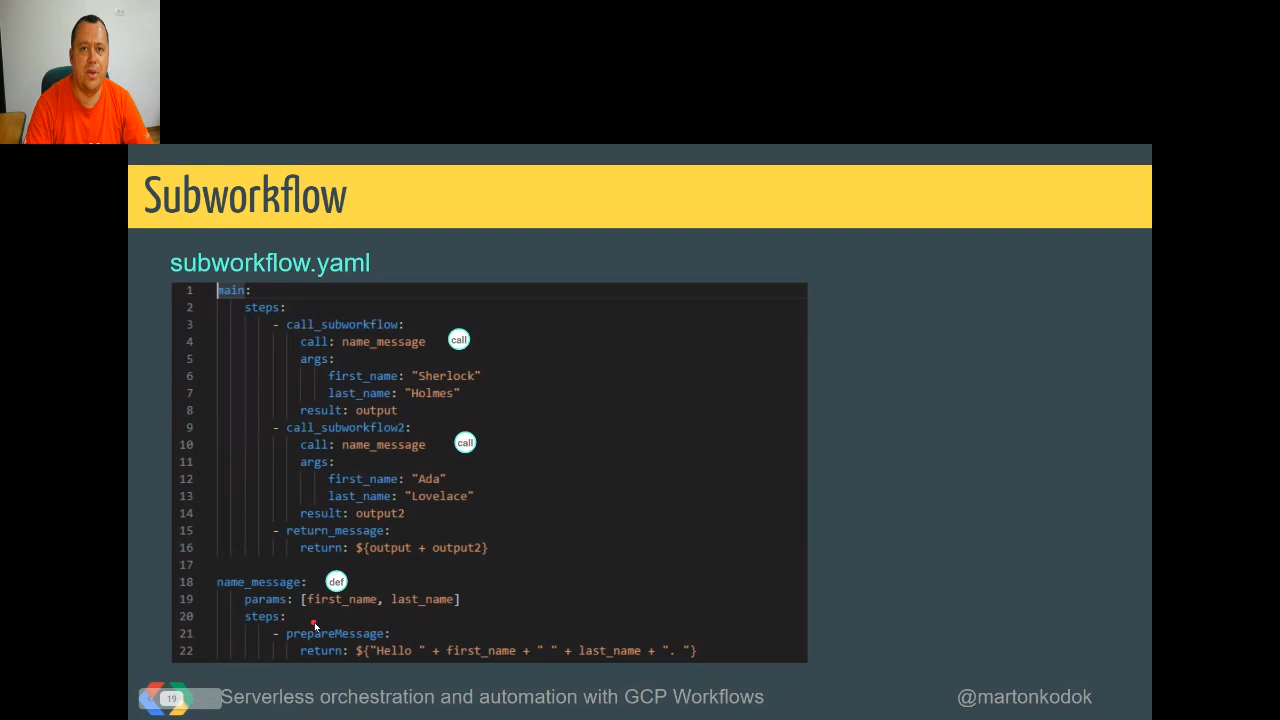 Subworkflow
subworkflow.yaml
1 main:
2 steps:
3 - call_subworkflow:
4 call: name_message call
5 args:
6 first_name: "Sherlock"
7 last_name: "Holmes"
8 result: output
9 - call_subworkflow2:
10 call: name_message call
11 args:
12 first_name: "Ada"
13 last_name: "Lovelace"
14 result: output2
15 - return_message:
16 return: ${output + output2}
17
18 name_message: def
19 params: [first_name, last_name]
20 steps:
21 - prepareMessage:
22 return: ${"Hello " + first_name + " " + last_name + ". "}
19 Serverless orchestration and automation with GCP Workflows @martonkodok